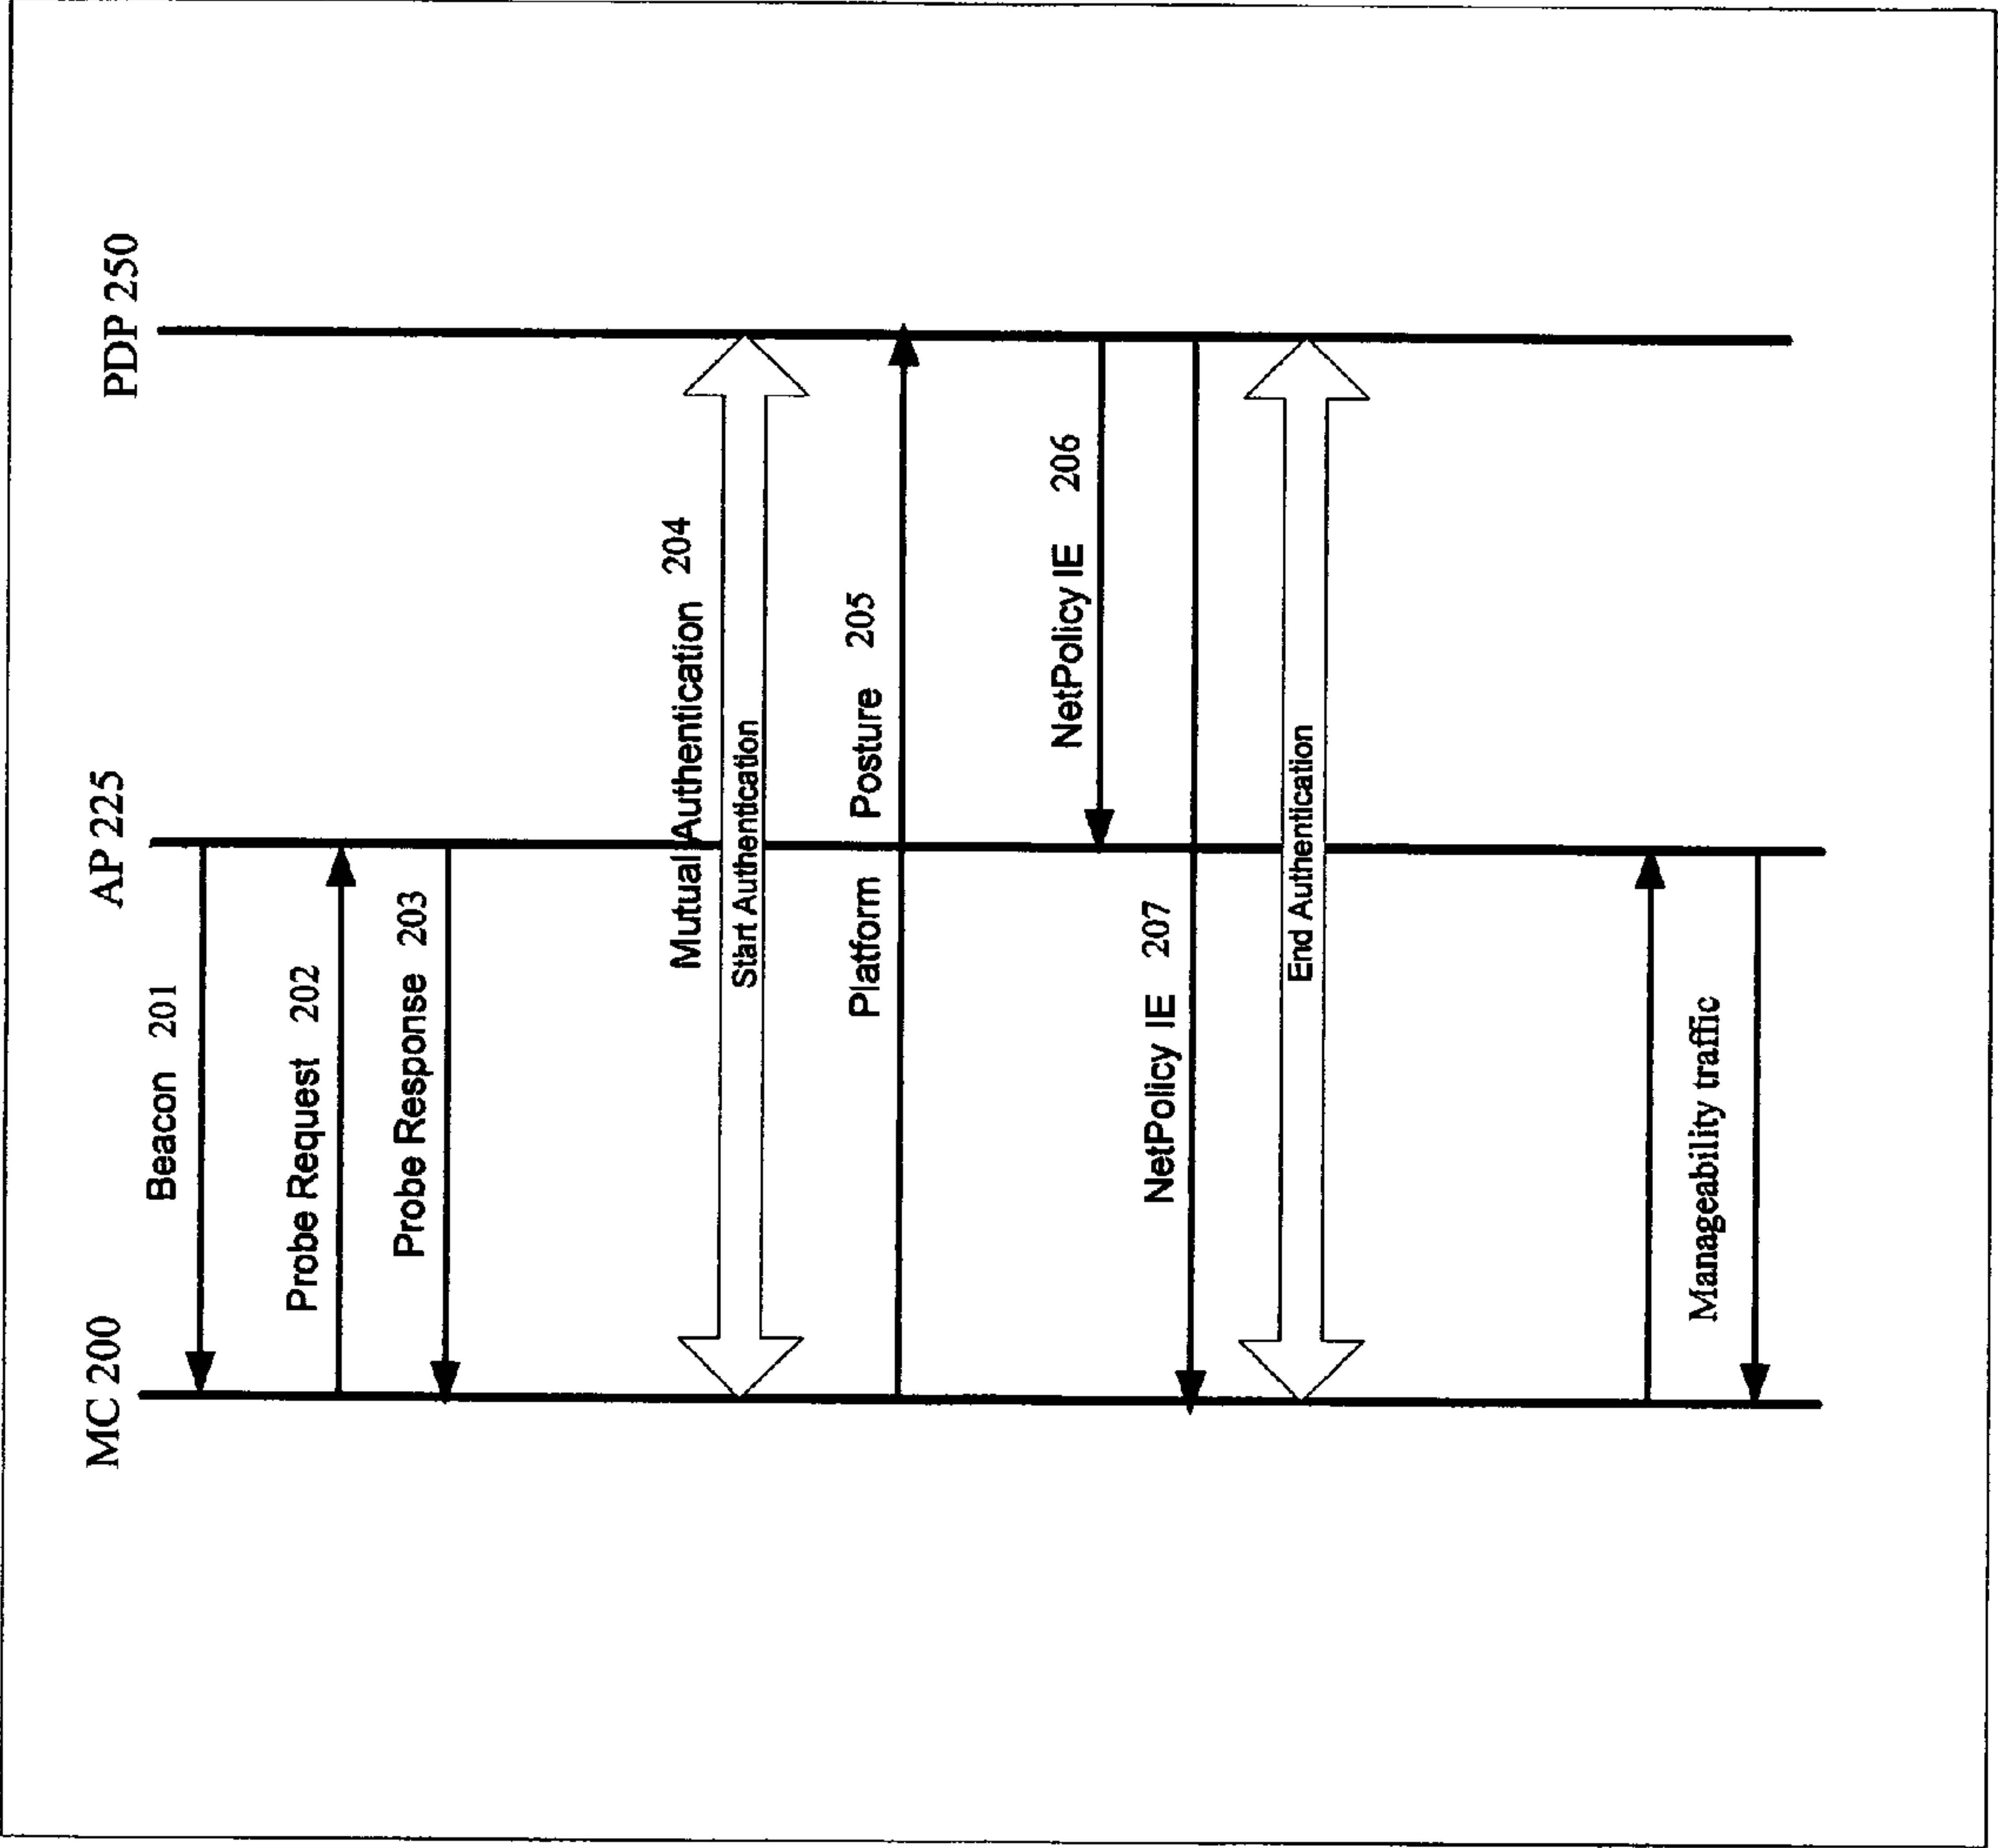 MC 200
AP 225
PDP 250
Beacon 201
Probe Request 202
Probe Response 203
Mutual Authentication 204
Start Authentication
Platform Posture 205
NetPolicy IE 206
NetPolicy IE 207
End Authentication
Manageability traffic